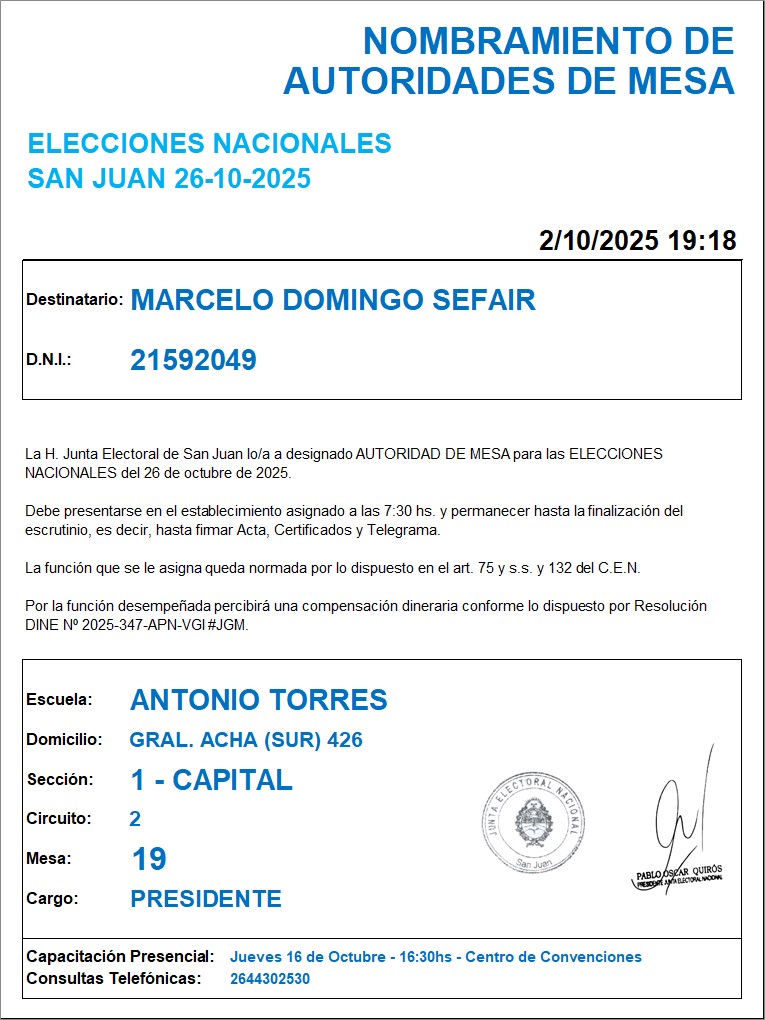 NOMBRAMIENTO DE
AUTORIDADES DE MESA
ELECCIONES NACIONALES
SAN JUAN 26-10-2025
2/10/2025 19:18
Destinatario: MARCELO DOMINGO SEFAIR
D.N.I.: 21592049
La H. Junta Electoral de San Juan lo/a a designado AUTORIDAD DE MESA para las ELECCIONES
NACIONALES del 26 de octubre de 2025.
Debe presentarse en el establecimiento asignado a las 7:30 hs. y permanecer hasta la finalización del
escrutinio, es decir, hasta firmar Acta, Certificados y Telegrama.
La función que se le asigna queda normada por lo dispuesto en el art. 75 y s.s. y 132 del C.E.N.
Por la función desempeñada percibirá una compensación dineraria conforme lo dispuesto por Resolución
DINE Nº 2025-347-APN-VGI#JGM.
Escuela: ANTONIO TORRES
Domicilio: GRAL. ACHA (SUR) 426
Sección: 1 - CAPITAL
Circuito: 2
Mesa: 19
Cargo: PRESIDENTE
JUNTA ELECTORAL NACIONAL
San Juan
PABLO OSCAR QUIRÓS
PRESIDENTE JUNTA ELECTORAL NACIONAL
Capacitación Presencial: Jueves 16 de Octubre - 16:30hs - Centro de Convenciones
Consultas Telefónicas: 2644302530